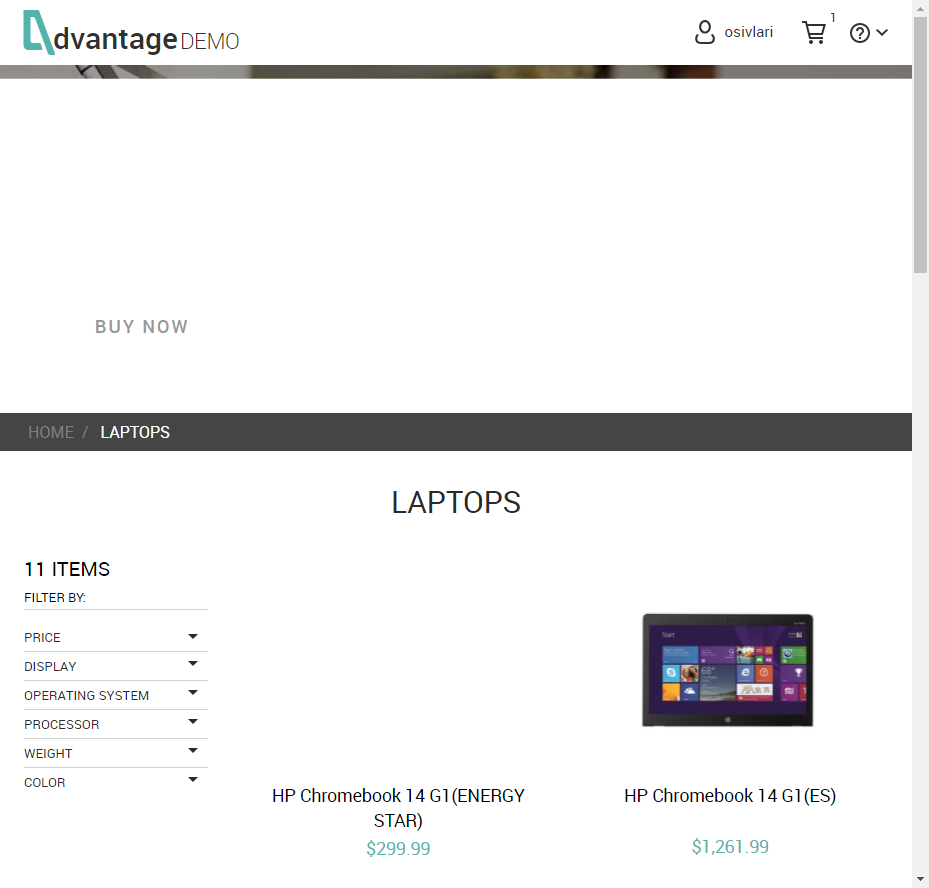 dvantage DEMO
osivlari
1
BUY NOW
HOME / LAPTOPS
LAPTOPS
11 ITEMS
FILTER BY:
PRICE
DISPLAY
OPERATING SYSTEM
PROCESSOR
WEIGHT
COLOR
Start
HP Chromebook 14 G1(ENERGY
STAR)
$299.99
HP Chromebook 14 G1(ES)
$1,261.99